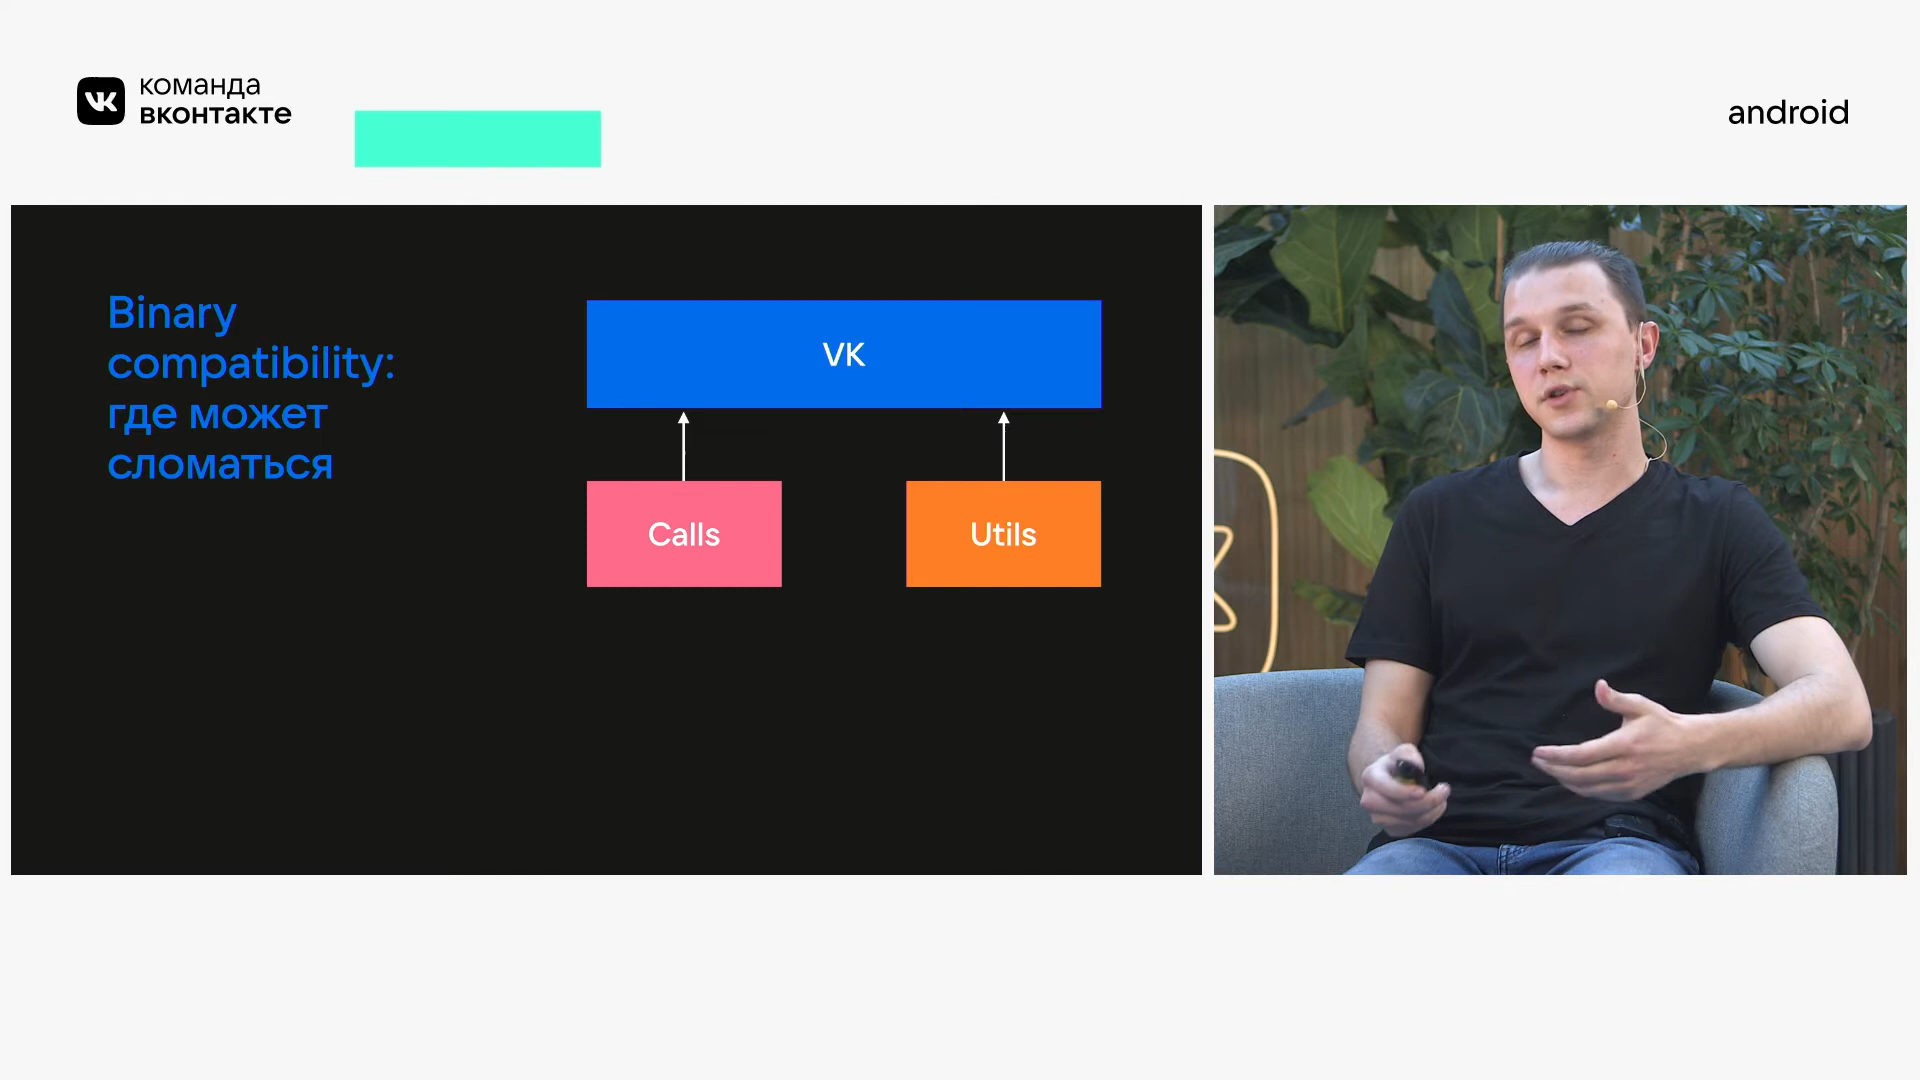 команда
вконтакте
android
Binary
compatibility:
где может
сломаться
VK
Calls
Utils